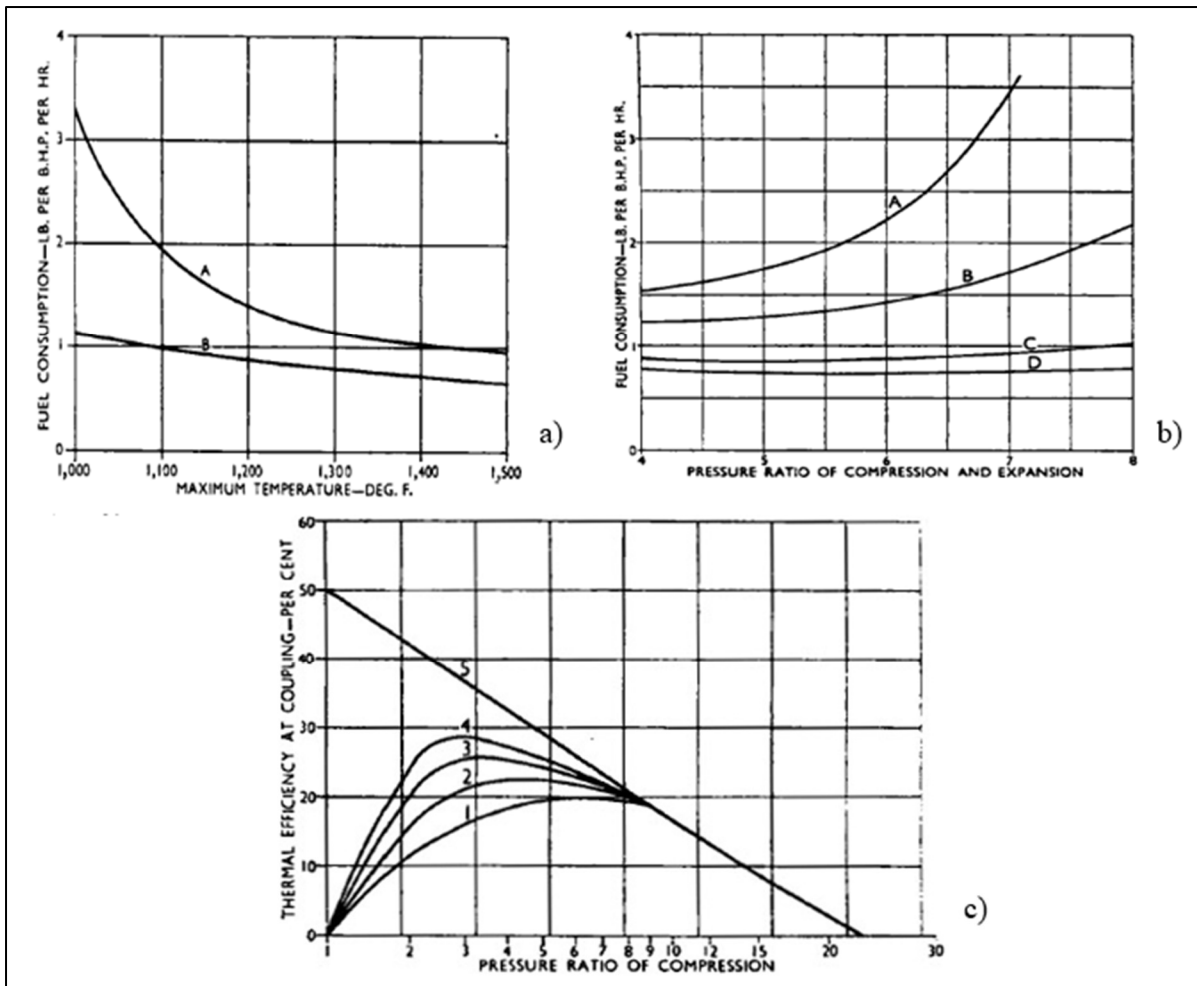 4
3
2
1
0
FUEL CONSUMPTION—LB. PER B.H.P. PER HR.
A
B
1,000
1,100
1,200
1,300
1,400
1,500
MAXIMUM TEMPERATURE—DEG. F.
a)
4
3
2
1
0
FUEL CONSUMPTION—LB. PER B.H.P. PER HR.
A
B
C
D
4
5
6
7
8
PRESSURE RATIO OF COMPRESSION AND EXPANSION
b)
60
50
40
30
20
10
0
THERMAL EFFICIENCY AT COUPLING—PER CENT
5
4
3
2
1
1 2 3 4 5 6 7 8 9 10 12 15 20 30
PRESSURE RATIO OF COMPRESSION
c)